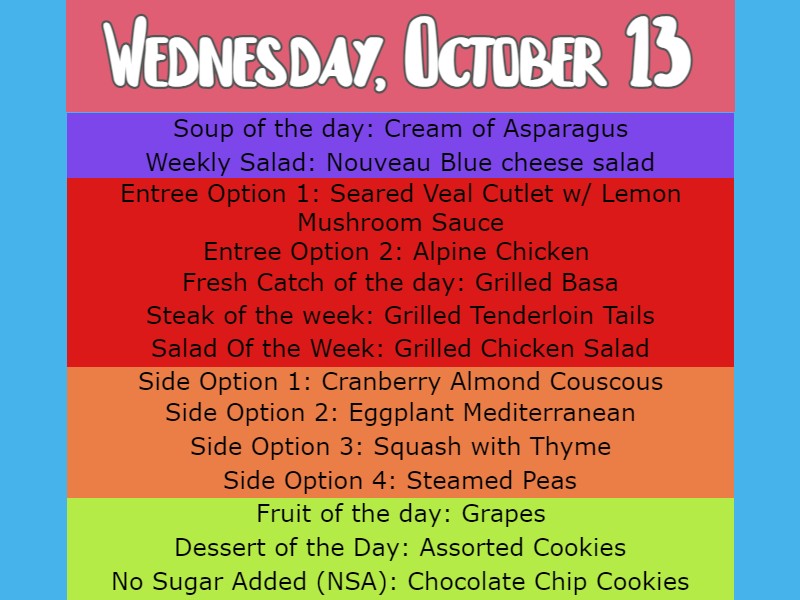 Wednesday, October 13
Soup of the day: Cream of Asparagus
Weekly Salad: Nouveau Blue cheese salad
Entree Option 1: Seared Veal Cutlet w/ Lemon
Mushroom Sauce
Entree Option 2: Alpine Chicken
Fresh Catch of the day: Grilled Basa
Steak of the week: Grilled Tenderloin Tails
Salad Of the Week: Grilled Chicken Salad
Side Option 1: Cranberry Almond Couscous
Side Option 2: Eggplant Mediterranean
Side Option 3: Squash with Thyme
Side Option 4: Steamed Peas
Fruit of the day: Grapes
Dessert of the Day: Assorted Cookies
No Sugar Added (NSA): Chocolate Chip Cookies